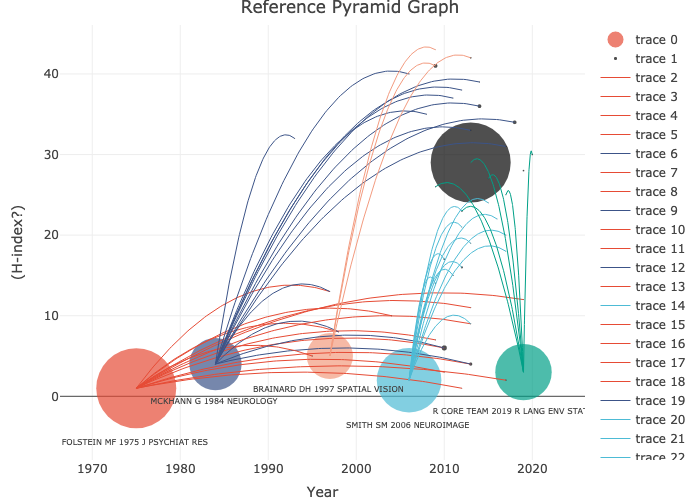 Reference Pyramid Graph
(H-index?)
40
30
20
10
0
MCKHANN G 1984 NEUROLOGY
BRAINARD DH 1997 SPATIAL VISION
R CORE TEAM 2019 R LANG ENV STAT
SMITH SM 2006 NEUROIMAGE
FOLSTEIN MF 1975 J PSYCHIAT RES
1970
1980
1990
2000
2010
2020
Year
trace 0
trace 1
trace 2
trace 3
trace 4
trace 5
trace 6
trace 7
trace 8
trace 9
trace 10
trace 11
trace 12
trace 13
trace 14
trace 15
trace 16
trace 17
trace 18
trace 19
trace 20
trace 21
trace 22